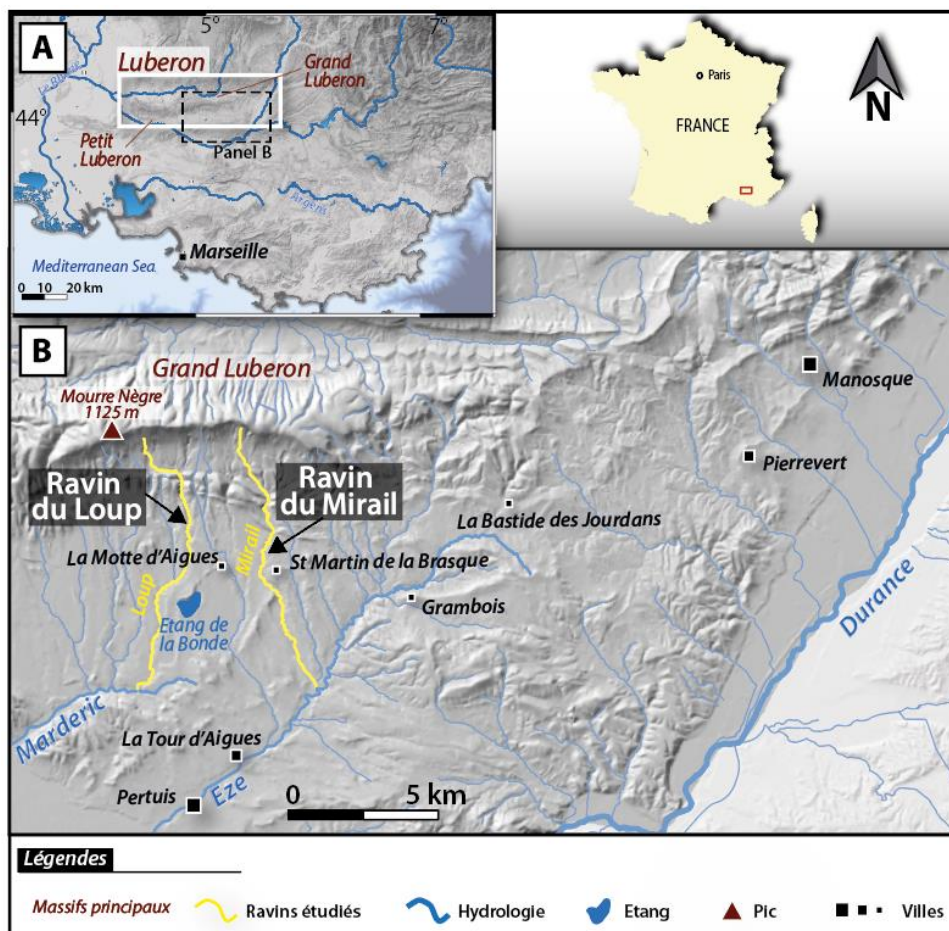 A
5°
7°
Luberon
Grand
Luberon
44°
Petit
Luberon
Panel B
Argens
Marseille
Mediterranean Sea
0 20 km
Paris
FRANCE
N
B
Grand Luberon
Mourre Nègre
1125 m
Manosque
Pierrevert
Ravin
du Loup
Ravin
du Mirail
La Bastide des Jourdans
La Motte d'Aigues
Mirail
St Martin de la Brasque
Loup
Grambois
Etang de
la Bonde
Durance
Marderic
La Tour d'Aigues
Eze
Pertuis
0 5 km
Légendes
Massifs principaux
Ravins étudiés
Hydrologie
Etang
Pic
Villes